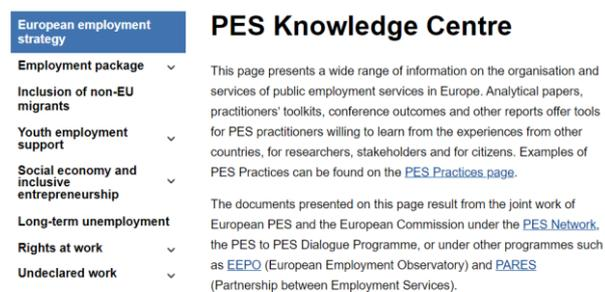 European employment
strategy
Employment package
Inclusion of non-EU
migrants
Youth employment
support
Social economy and
inclusive
entrepreneurship
Long-term unemployment
Rights at work
Undeclared work
PES Knowledge Centre
This page presents a wide range of information on the organisation and
services of public employment services in Europe. Analytical papers,
practitioners' toolkits, conference outcomes and other reports offer tools
for PES practitioners willing to learn from the experiences from other
countries, for researchers, stakeholders and for citizens. Examples of
PES Practices can be found on the PES Practices page.
The documents presented on this page result from the joint work of
European PES and the European Commission under the PES Network,
the PES to PES Dialogue Programme, or under other programmes such
as EEPO (European Employment Observatory) and PARES
(Partnership between Employment Services).